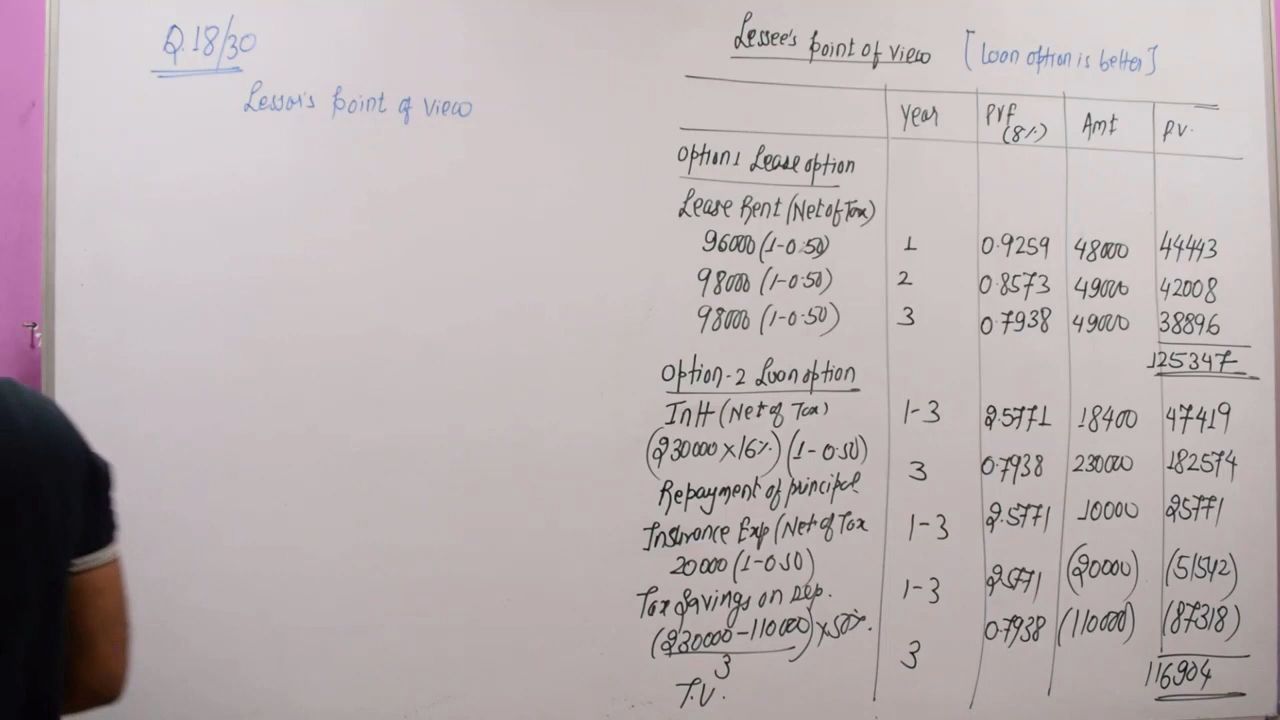 Q.18/30
Lessor's point of view
Lessee's point of view [Loan option is better]
Year PVF (8%) Amt P.V.
Option1 Lease option
Lease Rent (Net of Tax)
96000 (1-0.50) 1 0.9259 48000 44443
98000 (1-0.50) 2 0.8573 49000 42008
98000 (1-0.50) 3 0.7938 49000 38896
125347
Option-2 Loan option
Intt (Net of Tax) 1-3 2.5771 18400 47419
(230000×16%) (1-0.50)
Repayment of principal 3 0.7938 230000 182574
Insurance Exp (Net of Tax 1-3 2.5771 10000 25771
20000 (1-0.50)
Tax Savings on Dep. 1-3 2.5771 (20000) (51542)
(230000-110000) ×50%.
3
T.V. 3 0.7938 (110000) (87318)
116904